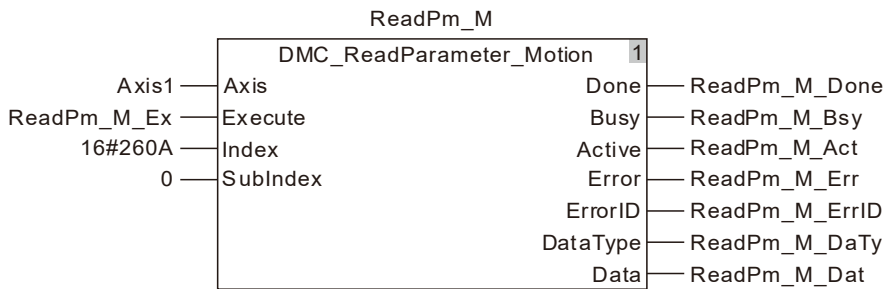 ReadPm_M
DMC_ReadParameter_Motion 1
Axis1 Axis Done ReadPm_M_Done
ReadPm_M_Ex Execute Busy ReadPm_M_Bsy
16#260A Index Active ReadPm_M_Act
0 SubIndex Error ReadPm_M_Err
ErrorID ReadPm_M_ErrID
DataType ReadPm_M_DaTy
Data ReadPm_M_Dat